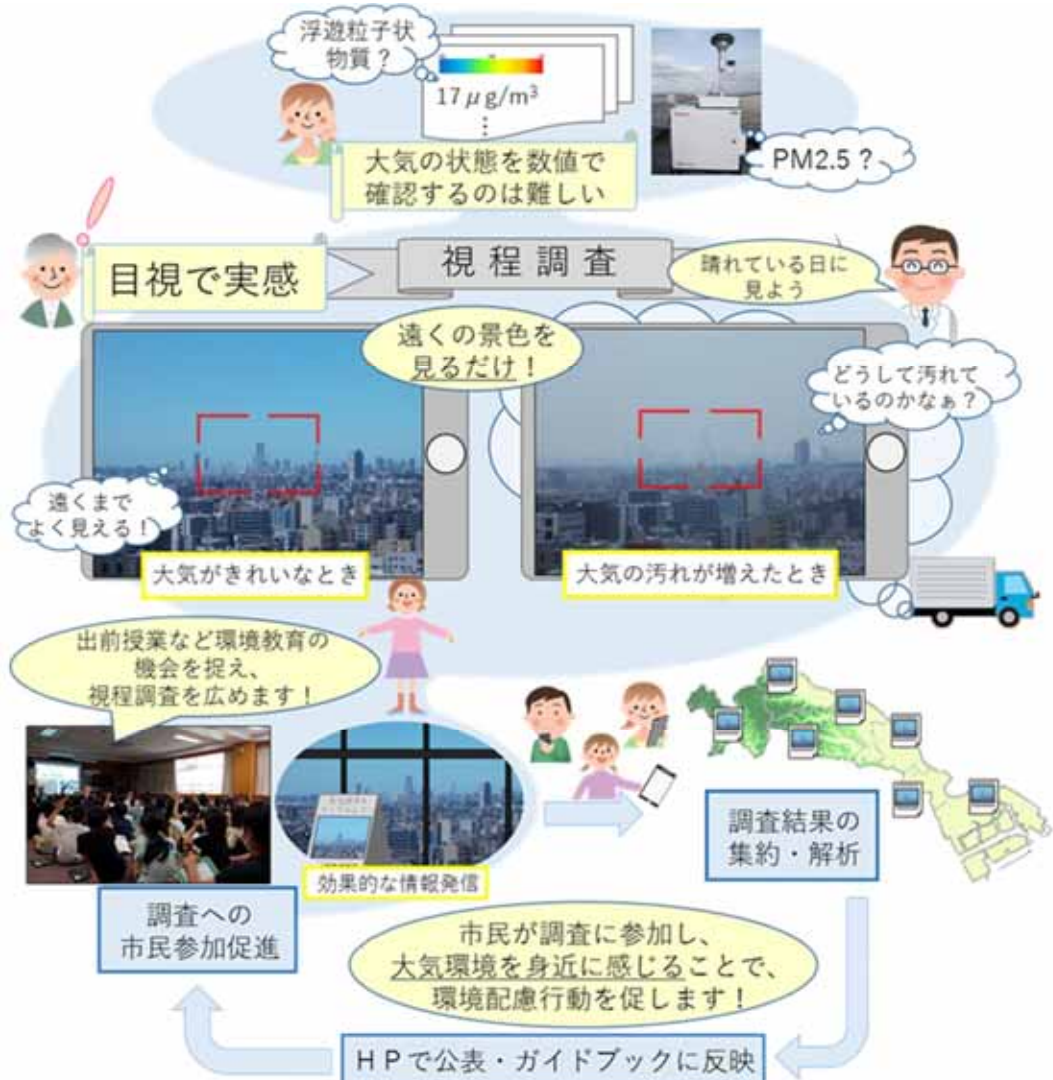 浮遊粒子状
物質？
17μg/m³
⋮
大気の状態を数値で
確認するのは難しい
PM2.5？
目視で実感
視程調査
晴れている日に
見よう
遠くの景色を
見るだけ！
どうして汚れて
いるのかなぁ？
遠くまで
よく見える！
大気がきれいなとき
大気の汚れが増えたとき
出前授業など環境教育の
機会を捉え、
視程調査を広めます！
効果的な情報発信
調査結果の
集約・解析
調査への
市民参加促進
市民が調査に参加し、
大気環境を身近に感じることで、
環境配慮行動を促します！
ＨＰで公表・ガイドブックに反映